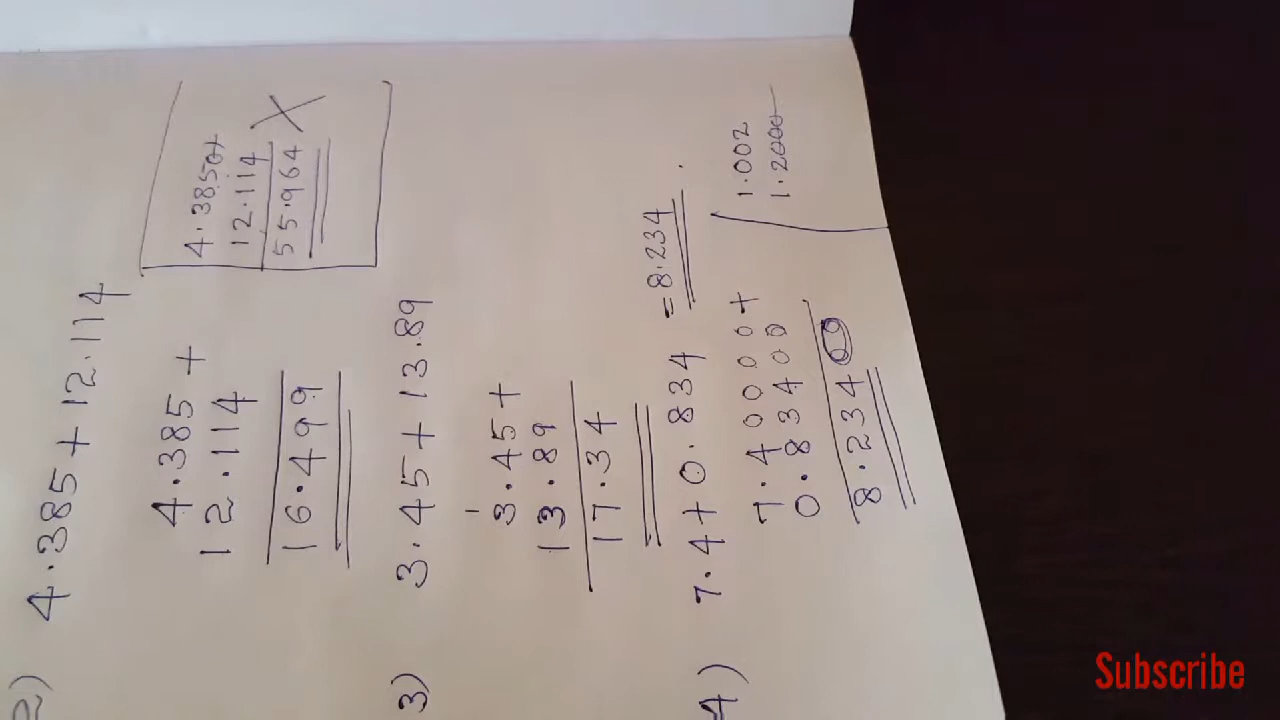 2) 4.385 + 12.114
4.385 +
12.114
16.499
4.3850+
12.114
55.964 X
3) 3.45 + 13.89
1
3.45 +
13.89
17.34
4) 7.4 + 0.834 = 8.234
7.40000 +
0.83400
8.23400
1.002
1.2000
Subscribe